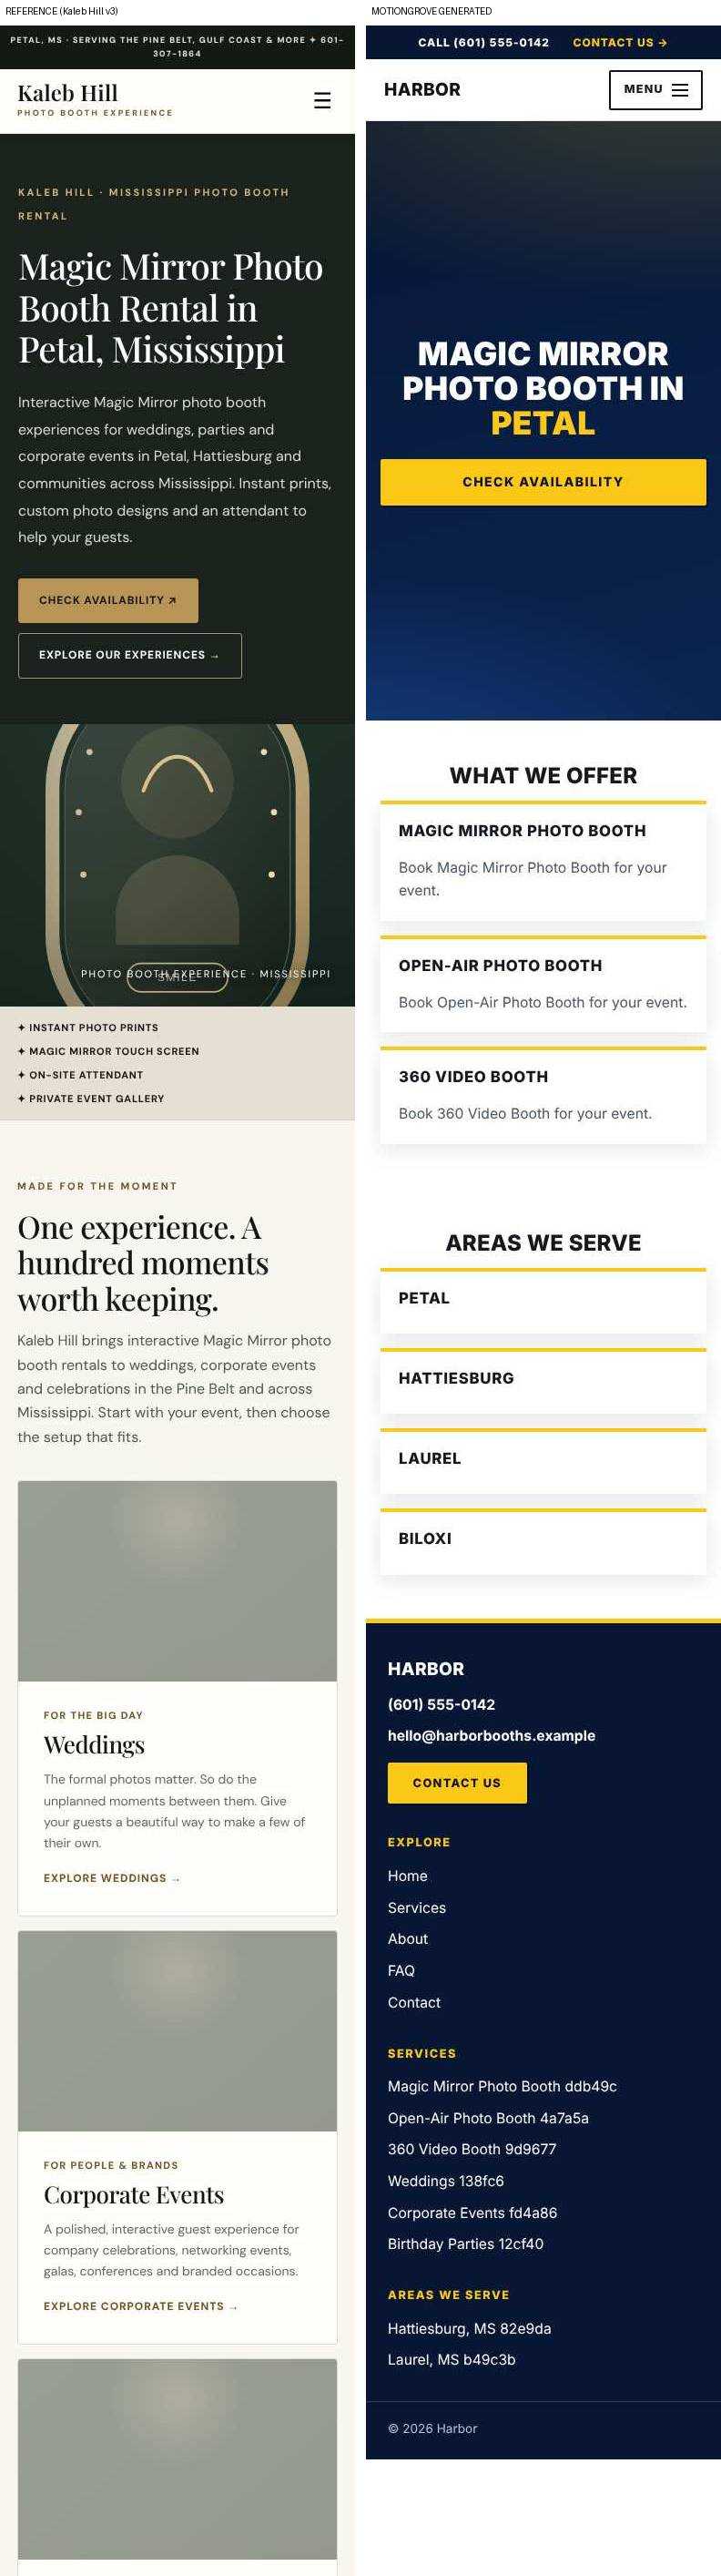 REFERENCE (Kaleb Hill v3)
PETAL, MS · SERVING THE PINE BELT, GULF COAST & MORE ✦ 601-
307-1864
Kaleb Hill
PHOTO BOOTH EXPERIENCE
KALEB HILL · MISSISSIPPI PHOTO BOOTH
RENTAL
Magic Mirror Photo
Booth Rental in
Petal, Mississippi
Interactive Magic Mirror photo booth
experiences for weddings, parties and
corporate events in Petal, Hattiesburg and
communities across Mississippi. Instant prints,
custom photo designs and an attendant to
help your guests.
CHECK AVAILABILITY ↗
EXPLORE OUR EXPERIENCES →
PHOTO BOOTH EXPERIENCE · MISSISSIPPI
SMILE
✦ INSTANT PHOTO PRINTS
✦ MAGIC MIRROR TOUCH SCREEN
✦ ON-SITE ATTENDANT
✦ PRIVATE EVENT GALLERY
MADE FOR THE MOMENT
One experience. A
hundred moments
worth keeping.
Kaleb Hill brings interactive Magic Mirror photo
booth rentals to weddings, corporate events
and celebrations in the Pine Belt and across
Mississippi. Start with your event, then choose
the setup that fits.
FOR THE BIG DAY
Weddings
The formal photos matter. So do the
unplanned moments between them. Give
your guests a beautiful way to make a few of
their own.
EXPLORE WEDDINGS →
FOR PEOPLE & BRANDS
Corporate Events
A polished, interactive guest experience for
company celebrations, networking events,
galas, conferences and branded occasions.
EXPLORE CORPORATE EVENTS →
MOTIONGROVE GENERATED
CALL (601) 555-0142 CONTACT US →
HARBOR
MENU
MAGIC MIRROR
PHOTO BOOTH IN
PETAL
CHECK AVAILABILITY
WHAT WE OFFER
MAGIC MIRROR PHOTO BOOTH
Book Magic Mirror Photo Booth for your
event.
OPEN-AIR PHOTO BOOTH
Book Open-Air Photo Booth for your event.
360 VIDEO BOOTH
Book 360 Video Booth for your event.
AREAS WE SERVE
PETAL
HATTIESBURG
LAUREL
BILOXI
HARBOR
(601) 555-0142
hello@harborbooths.example
CONTACT US
EXPLORE
Home
Services
About
FAQ
Contact
SERVICES
Magic Mirror Photo Booth ddb49c
Open-Air Photo Booth 4a7a5a
360 Video Booth 9d9677
Weddings 138fc6
Corporate Events fd4a86
Birthday Parties 12cf40
AREAS WE SERVE
Hattiesburg, MS 82e9da
Laurel, MS b49c3b
© 2026 Harbor